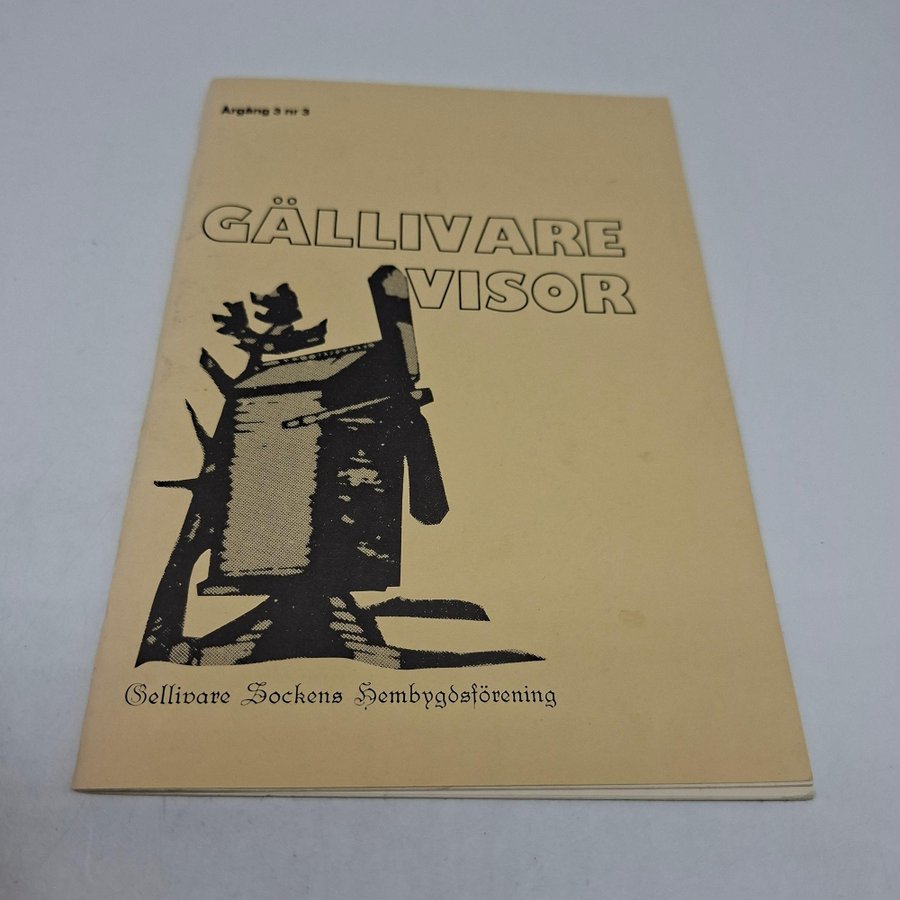 Årgång 3 nr 3
GÄLLIVARE
VISOR
Gellivare Sockens Hembygdsförening